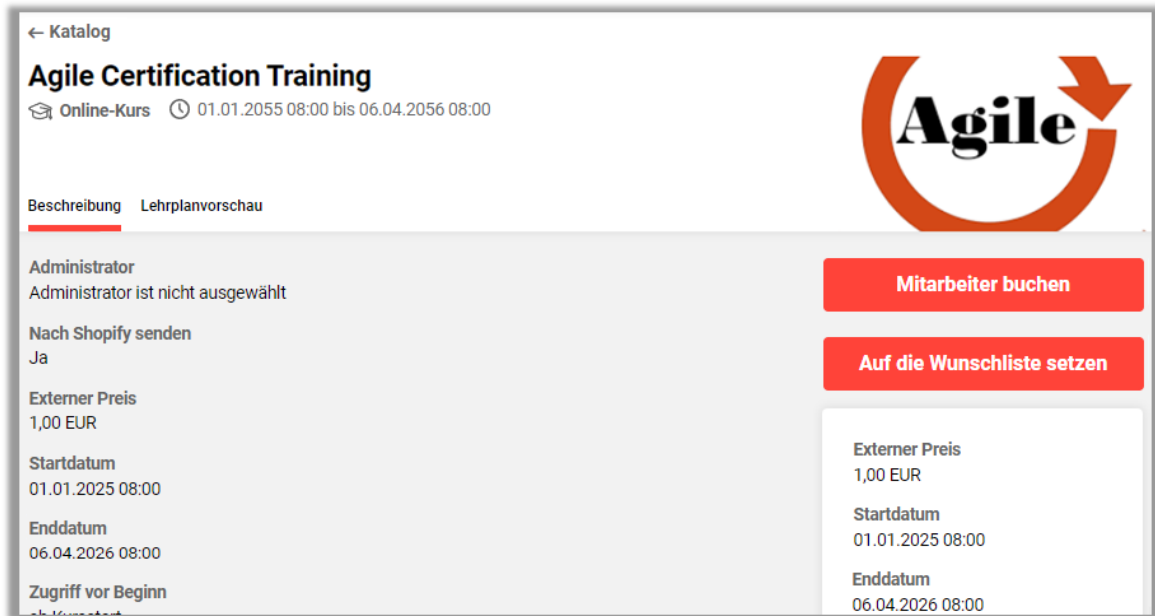 ← Katalog
Agile Certification Training
Online-Kurs 01.01.2055 08:00 bis 06.04.2056 08:00
Agile
Beschreibung Lehrplanvorschau
Administrator
Administrator ist nicht ausgewählt
Nach Shopify senden
Ja
Externer Preis
1,00 EUR
Startdatum
01.01.2025 08:00
Enddatum
06.04.2026 08:00
Zugriff vor Beginn
ab Kursstart
Mitarbeiter buchen
Auf die Wunschliste setzen
Externer Preis
1,00 EUR
Startdatum
01.01.2025 08:00
Enddatum
06.04.2026 08:00